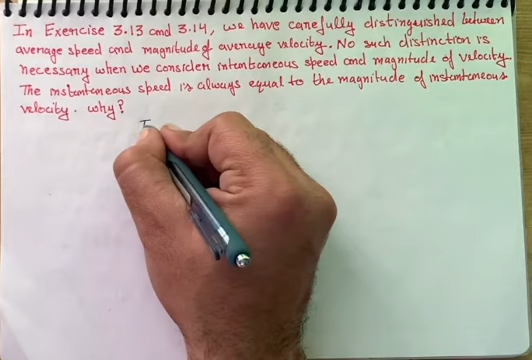 In Exercise 3.13 and 3.14, we have carefully distinguished between
average speed and magnitude of average velocity. No such distinction is
necessary when we consider intentaneous speed and magnitude of velocity.
The instantaneous speed is always equal to the magnitude of instantaneous
velocity. why?
I